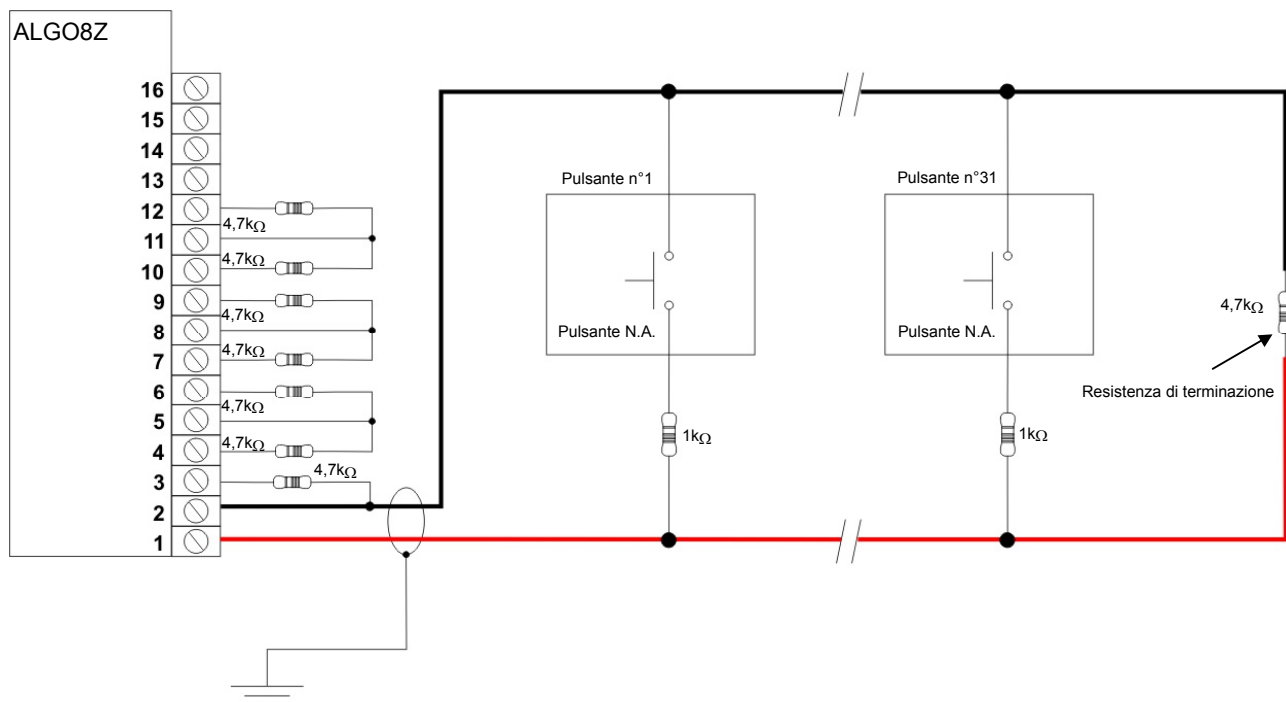 ALGO8Z
16
15
14
13
12
4,7kΩ
11
4,7kΩ
10
9
4,7kΩ
8
4,7kΩ
7
6
4,7kΩ
5
4,7kΩ
4
4,7kΩ
3
2
1
Pulsante n°1
Pulsante N.A.
1kΩ
Pulsante n°31
Pulsante N.A.
1kΩ
4,7kΩ
Resistenza di terminazione